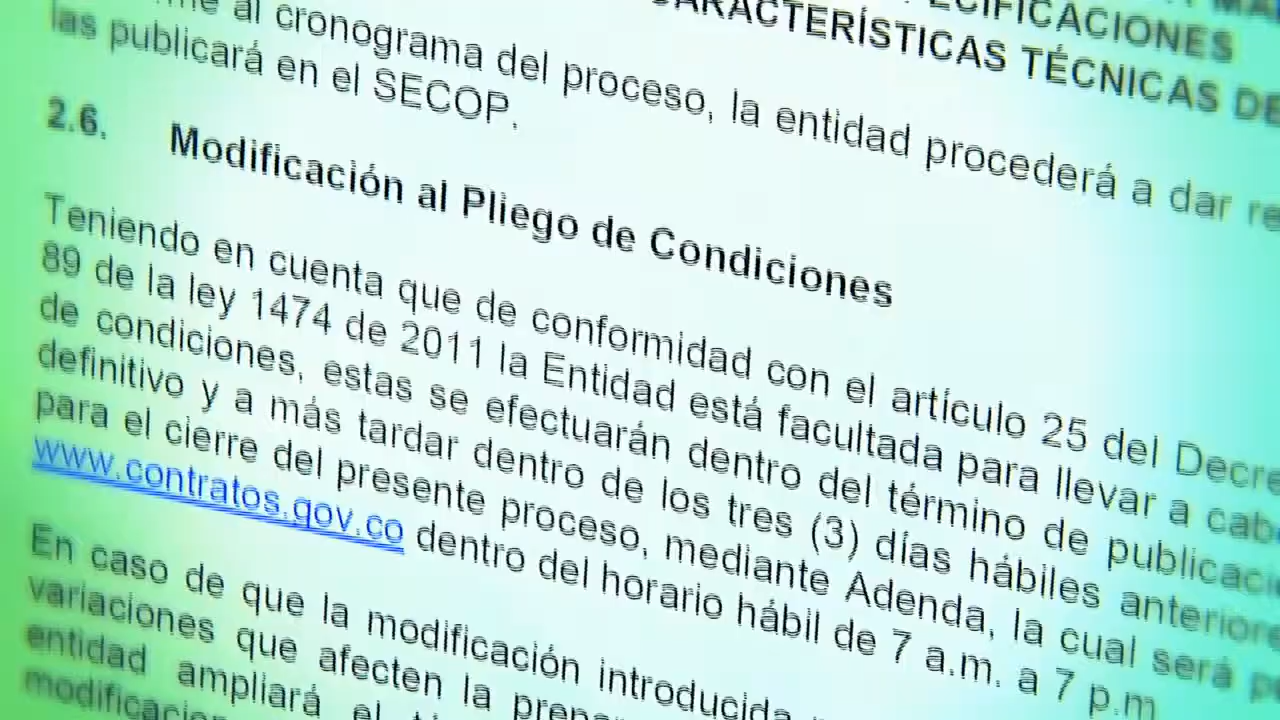 ECIFICACIONES
CARACTERÍSTICAS TÉCNICAS DE
al cronograma del proceso, la entidad procederá a dar re
las publicará en el SECOP.
2.6. Modificación al Pliego de Condiciones
Teniendo en cuenta que de conformidad con el artículo 25 del Decre
89 de la ley 1474 de 2011 la Entidad está facultada para llevar a cab
de condiciones, estas se efectuarán dentro del término de publicaci
definitivo y a más tardar dentro de los tres (3) días hábiles anteriore
para el cierre del presente proceso, mediante Adenda, la cual será p
www.contratos.gov.co dentro del horario hábil de 7 a.m. a 7 p.m
En caso de que la modificación introducida
variaciones que afecten la prepa
entidad ampliará el
modificacion